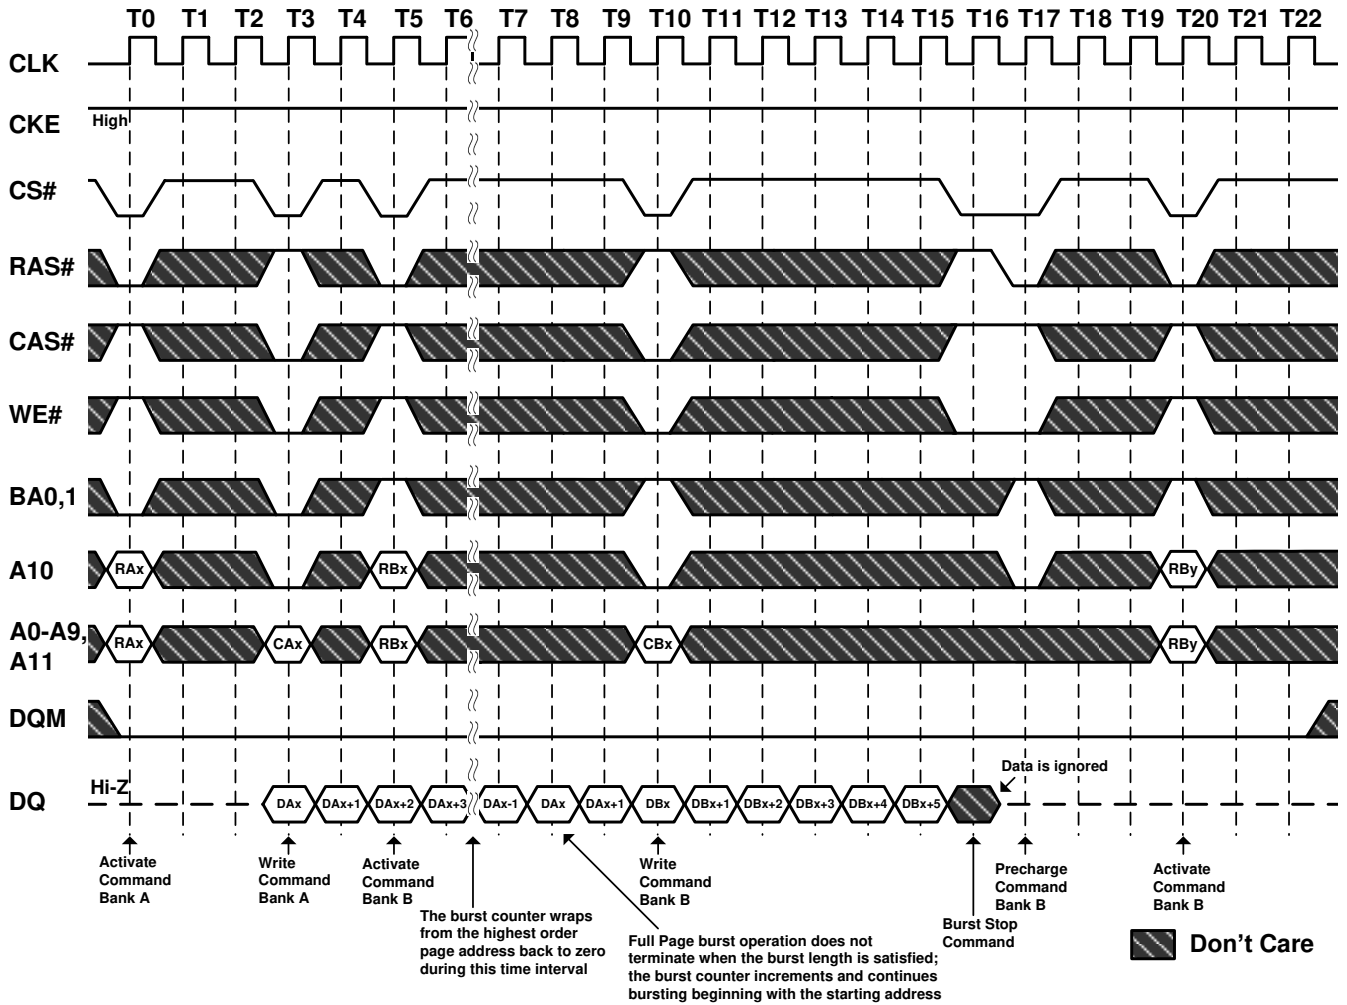 T0 T1 T2 T3 T4 T5 T6 T7 T8 T9 T10 T11 T12 T13 T14 T15 T16 T17 T18 T19 T20 T21 T22
CLK
CKE
High
CS#
RAS#
CAS#
WE#
BA0,1
A10
RAx RBx RBy
A0-A9,
A11
RAx CAx RBx CBx RBy
DQM
DQ
Hi-Z
DAx DAx+1 DAx+2 DAx+3 DAx-1 DAx DAx+1 DBx DBx+1 DBx+2 DBx+3 DBx+4 DBx+5
Data is ignored
Activate
Command
Bank A
Write
Command
Bank A
Activate
Command
Bank B
The burst counter wraps
from the highest order
page address back to zero
during this time interval
Full Page burst operation does not
terminate when the burst length is satisfied;
the burst counter increments and continues
bursting beginning with the starting address
Write
Command
Bank B
Burst Stop
Command
Precharge
Command
Bank B
Activate
Command
Bank B
Don't Care